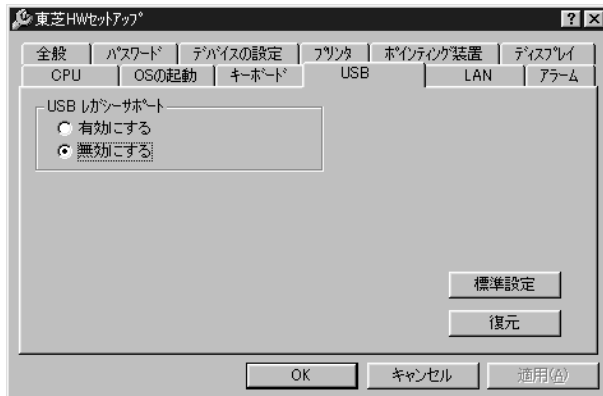 東芝HWｾｯﾄｱｯﾌﾟ
全般 ﾊﾟｽﾜｰﾄﾞ ﾃﾞﾊﾞｲｽの設定 ﾌﾟﾘﾝﾀ ﾎﾟｲﾝﾃｨﾝｸﾞ装置 ﾃﾞｨｽﾌﾟﾚｲ
CPU OSの起動 ｷｰﾎﾞｰﾄﾞ USB LAN ｱﾗｰﾑ
USB ﾚｶﾞｼｰｻﾎﾟｰﾄ
有効にする
無効にする
標準設定
復元
OK キャンセル 適用(A)